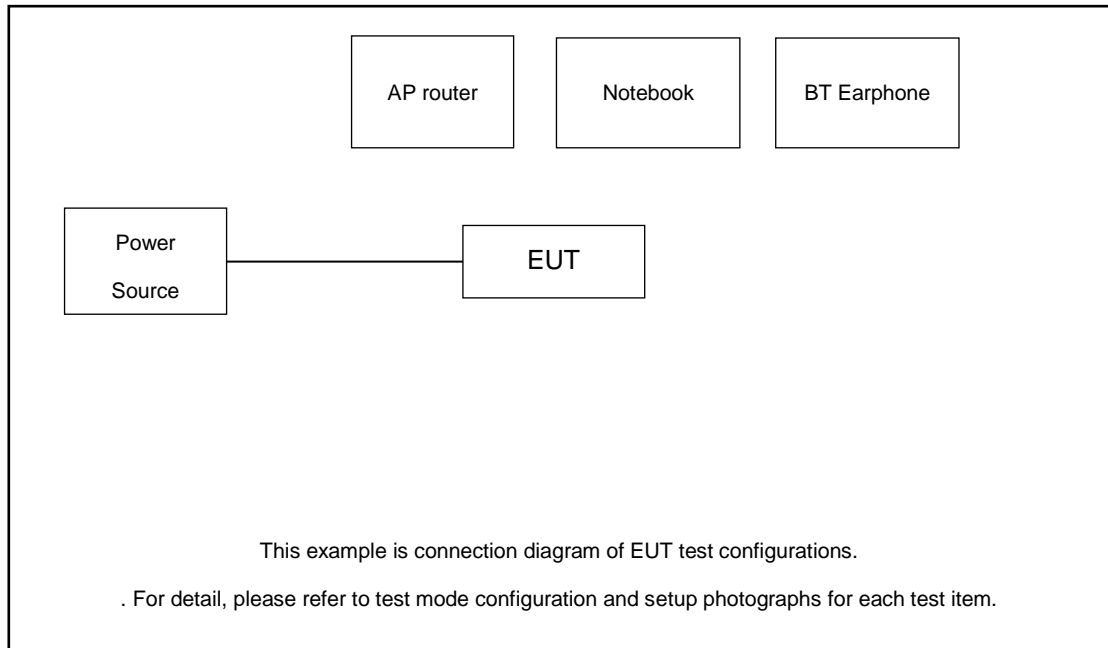 AP router
Notebook
BT Earphone
Power
Source
EUT
This example is connection diagram of EUT test configurations.
. For detail, please refer to test mode configuration and setup photographs for each test item.